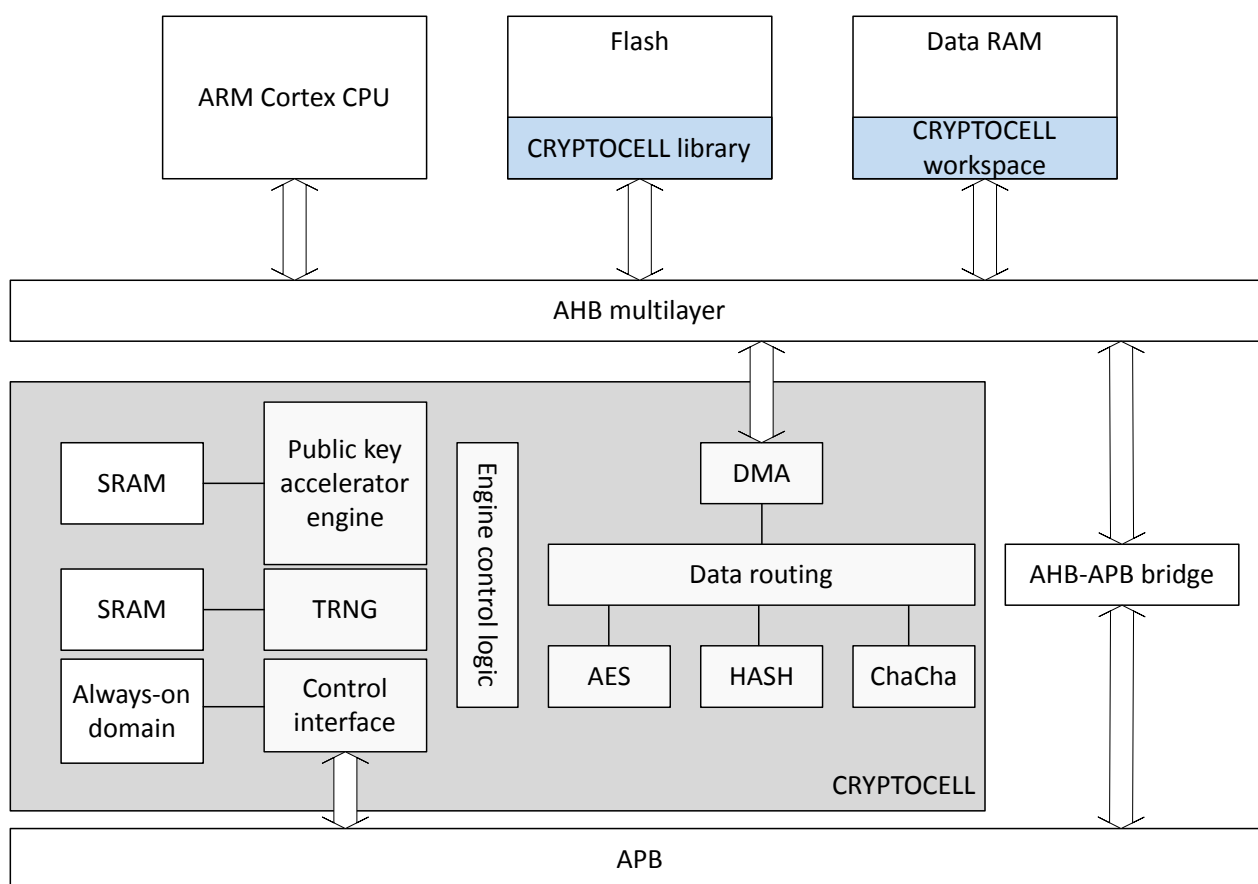 ARM Cortex CPU
Flash
CRYPTOCELL library
Data RAM
CRYPTOCELL
workspace
AHB multilayer
SRAM
Public key
accelerator
engine
Engine control logic
DMA
Data routing
AHB-APB bridge
SRAM
TRNG
AES
HASH
ChaCha
Always-on
domain
Control
interface
CRYPTOCELL
APB